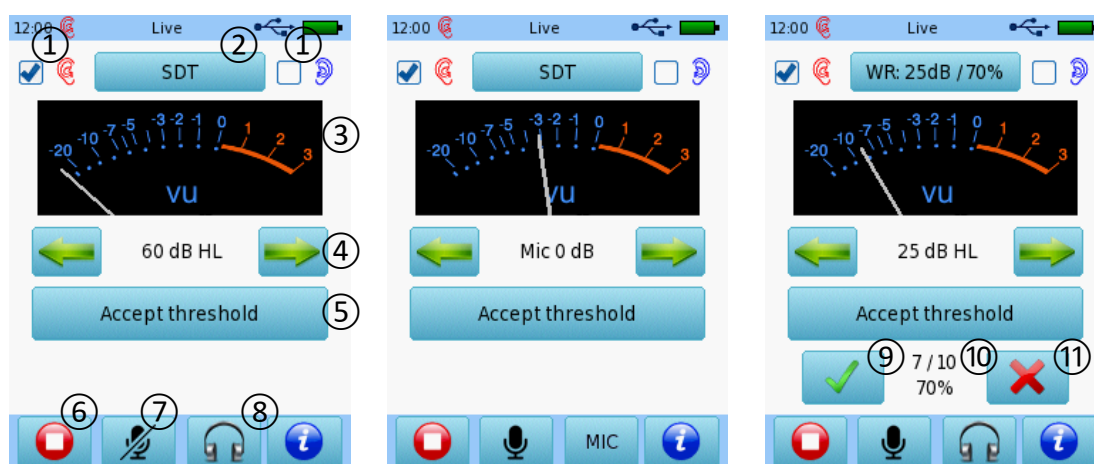 12:00 Live
① ② ①
SDT
-20 -10 -7 -5 -3 -2 -1 0 1 2 3
③
vu
60 dB HL ④
Accept threshold ⑤
⑥ ⑦ ⑧
i
12:00 Live
SDT
-20 -10 -7 -5 -3 -2 -1 0 1 2 3
vu
Mic 0 dB
Accept threshold
MIC i
12:00 Live
WR: 25dB / 70%
-20 -10 -7 -5 -3 -2 -1 0 1 2 3
vu
25 dB HL
Accept threshold
⑨ 7 / 10 ⑩ ⑪
70%
i